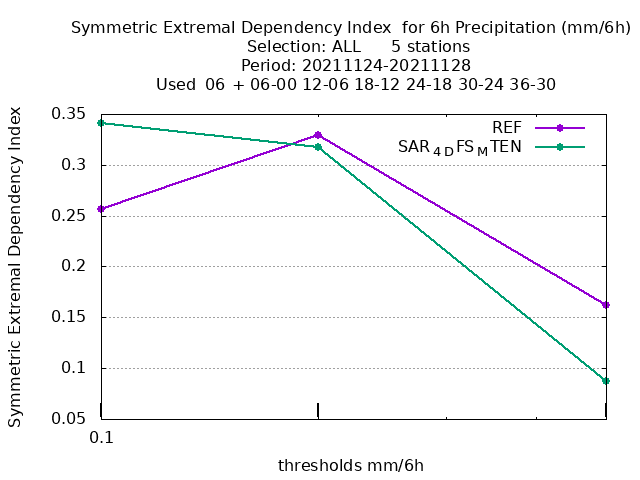 Symmetric Extremal Dependency Index  for 6h Precipitation (mm/6h)
Selection: ALL      5 stations
Period: 20211124-20211128
Used  06 + 06-00 12-06 18-12 24-18 30-24 36-30
Symmetric Extremal Dependency Index
0.35
0.3
0.25
0.2
0.15
0.1
0.05
REF
SAR4DFSMTEN
0.1
thresholds mm/6h